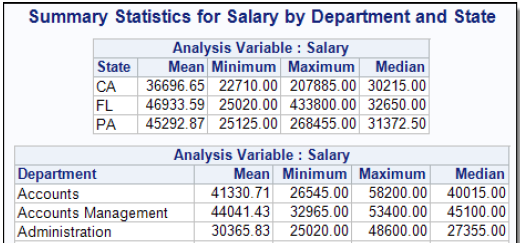 Summary Statistics for Salary by Department and State
Analysis Variable : Salary
State Mean Minimum Maximum Median
CA 36696.65 22710.00 207885.00 30215.00
FL 46933.59 25020.00 433800.00 32650.00
PA 45292.87 25125.00 268455.00 31372.50
Analysis Variable : Salary
Department Mean Minimum Maximum Median
Accounts 41330.71 26545.00 58200.00 40015.00
Accounts Management 44041.43 32965.00 53400.00 45100.00
Administration 30365.83 25020.00 48600.00 27355.00